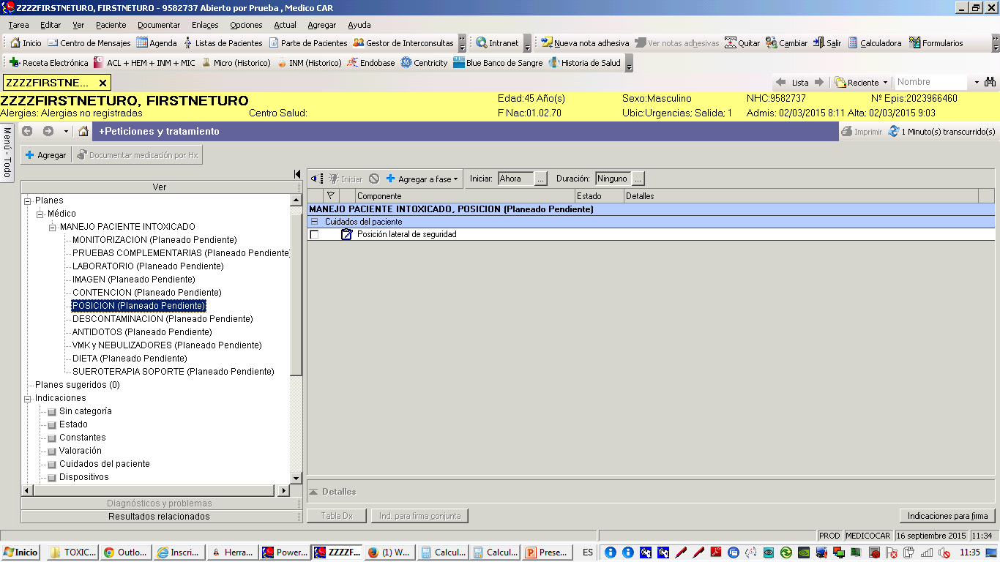 ZZZZFIRSTNETURO, FIRSTNETURO - 9582737 Abierto por Prueba , Medico CAR
Tarea Editar Ver Paciente Documentar Enlaces Opciones Actual Agregar Ayuda
Inicio Centro de Mensajes Agenda Listas de Pacientes Parte de Pacientes Gestor de Interconsultas Intranet Nueva nota adhesiva Ver notas adhesivas Quitar Cambiar Salir Calculadora Formularios
Receta Electrónica ACL + HEM + INM + MIC Micro (Historico) INM (Historico) Endobase Centricity Blue Banco de Sangre Historia de Salud
ZZZZFIRSTNE... Lista Reciente Nombre
ZZZZFIRSTNETURO, FIRSTNETURO Edad:45 Año(s) Sexo:Masculino NHC:9582737 Nº Epis:2023966460
Alergias: Alergias no registradas Centro Salud: F Nac:01.02.70 Ubic:Urgencias; Salida; 1 Admis: 02/03/2015 8:11 Alta: 02/03/2015 9:03
Menú - Todo
+Peticiones y tratamiento Imprimir 1 Minuto(s) transcurrido(s)
Agregar Documentar medicación por Hx
Ver
Planes
Médico
MANEJO PACIENTE INTOXICADO
MONITORIZACION (Planeado Pendiente)
PRUEBAS COMPLEMENTARIAS (Planeado Pendiente)
LABORATORIO (Planeado Pendiente)
IMAGEN (Planeado Pendiente)
CONTENCION (Planeado Pendiente)
POSICION (Planeado Pendiente)
DESCONTAMINACION (Planeado Pendiente)
ANTIDOTOS (Planeado Pendiente)
VMK y NEBULIZADORES (Planeado Pendiente)
DIETA (Planeado Pendiente)
SUEROTERAPIA SOPORTE (Planeado Pendiente)
Planes sugeridos (0)
Indicaciones
Sin categoría
Estado
Constantes
Valoración
Cuidados del paciente
Dispositivos
Diagnósticos y problemas
Resultados relacionados
Iniciar Agregar a fase Iniciar: Ahora ... Duración: Ninguno ...
Componente Estado Detalles
MANEJO PACIENTE INTOXICADO, POSICION (Planeado Pendiente)
Cuidados del paciente
Posición lateral de seguridad
Detalles
Tabla Dx Ind. para firma conjunta Indicaciones para firma
PROD MEDICOCAR 16 septiembre 2015 11:34
Inicio TOXIC... Outlo... Inscri... Herra... Power... ZZZZF... (1) W... Calcul... Calcul... Prese... ES 11:35